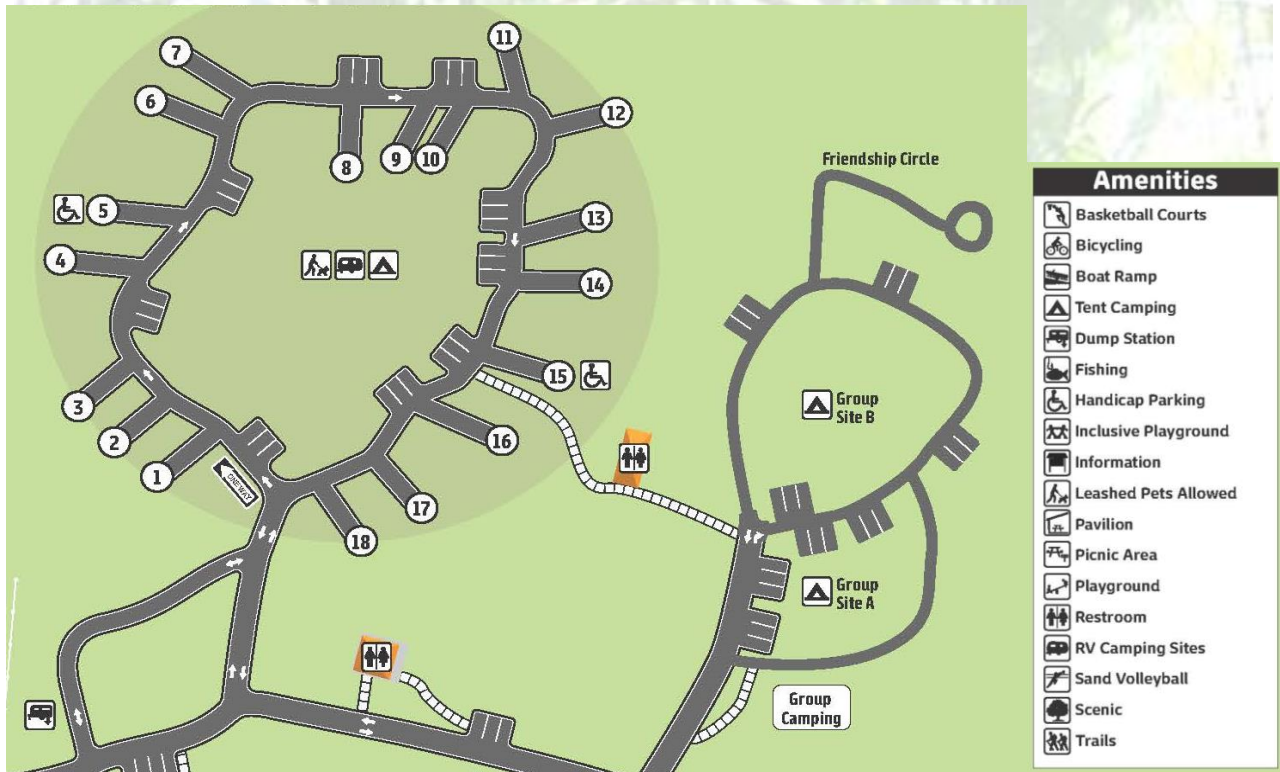 11
7
12
6
8
9
10
Friendship Circle
5
13
4
14
15
3
Group
Site B
2
16
1
ONE WAY
17
18
Group
Site A
Group
Camping
Amenities
Basketball Courts
Bicycling
Boat Ramp
Tent Camping
Dump Station
Fishing
Handicap Parking
Inclusive Playground
Information
Leashed Pets Allowed
Pavilion
Picnic Area
Playground
Restroom
RV Camping Sites
Sand Volleyball
Scenic
Trails